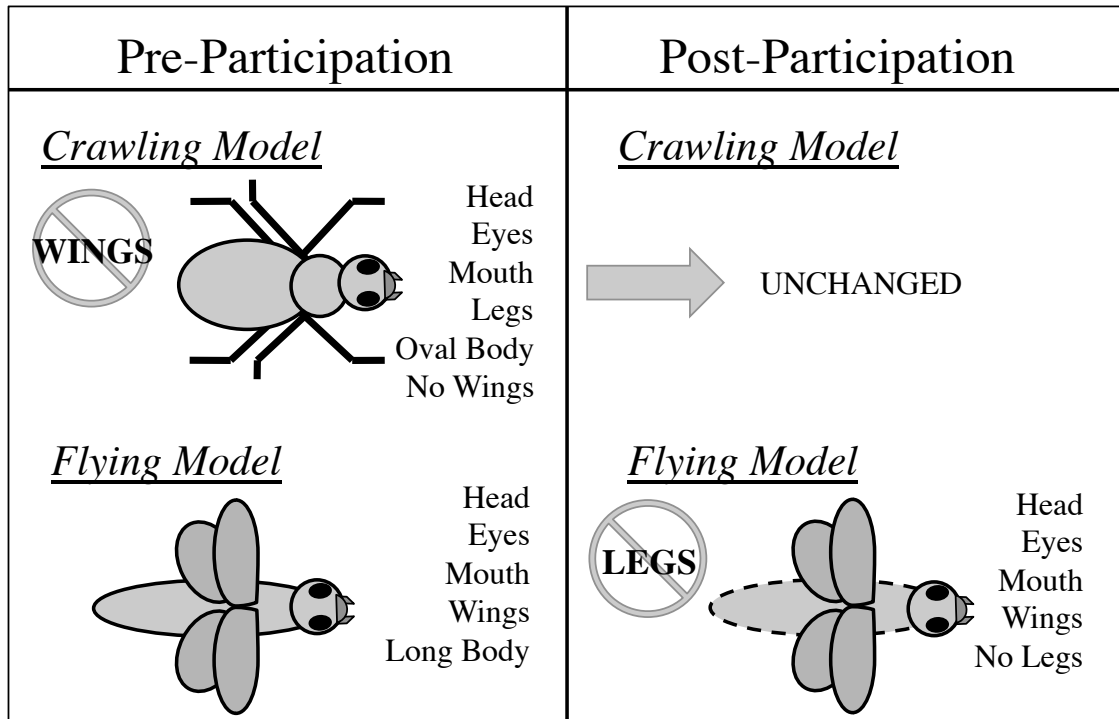 Pre-Participation
Post-Participation
Crawling Model
WINGS
Head
Eyes
Mouth
Legs
Oval Body
No Wings
Crawling Model
UNCHANGED
Flying Model
Head
Eyes
Mouth
Wings
Long Body
Flying Model
LEGS
Head
Eyes
Mouth
Wings
No Legs